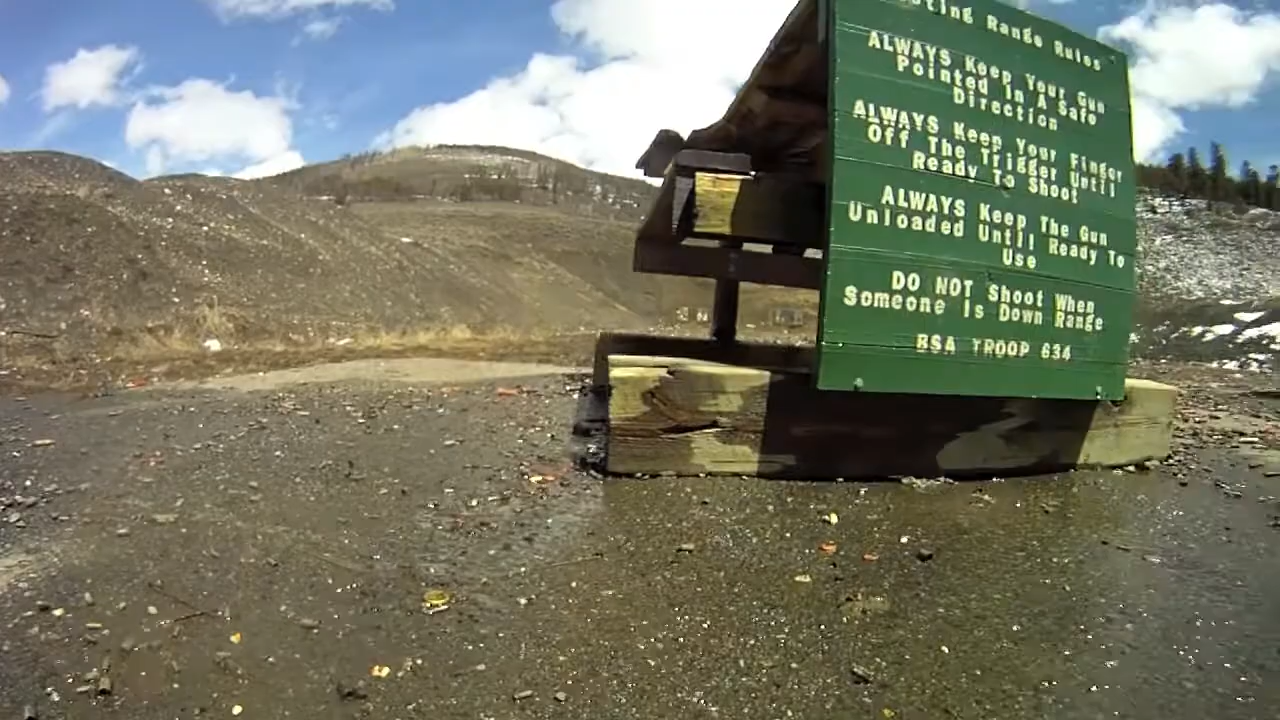 ting Range Rules
ALWAYS Keep Your Gun
Pointed In A Safe
Direction
ALWAYS Keep Your Finger
Off The Trigger Until
Ready To Shoot
ALWAYS Keep The Gun
Unloaded Until Ready To
Use
DO NOT Shoot When
Someone Is Down Range
BSA TROOP 634